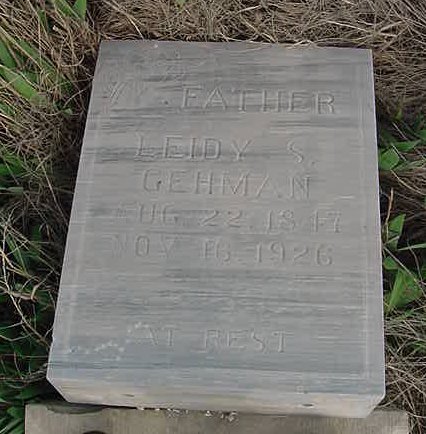 FATHER
LEIDY S.
GEHMAN
AUG. 22. 1847
NOV. 16. 1926
AT REST